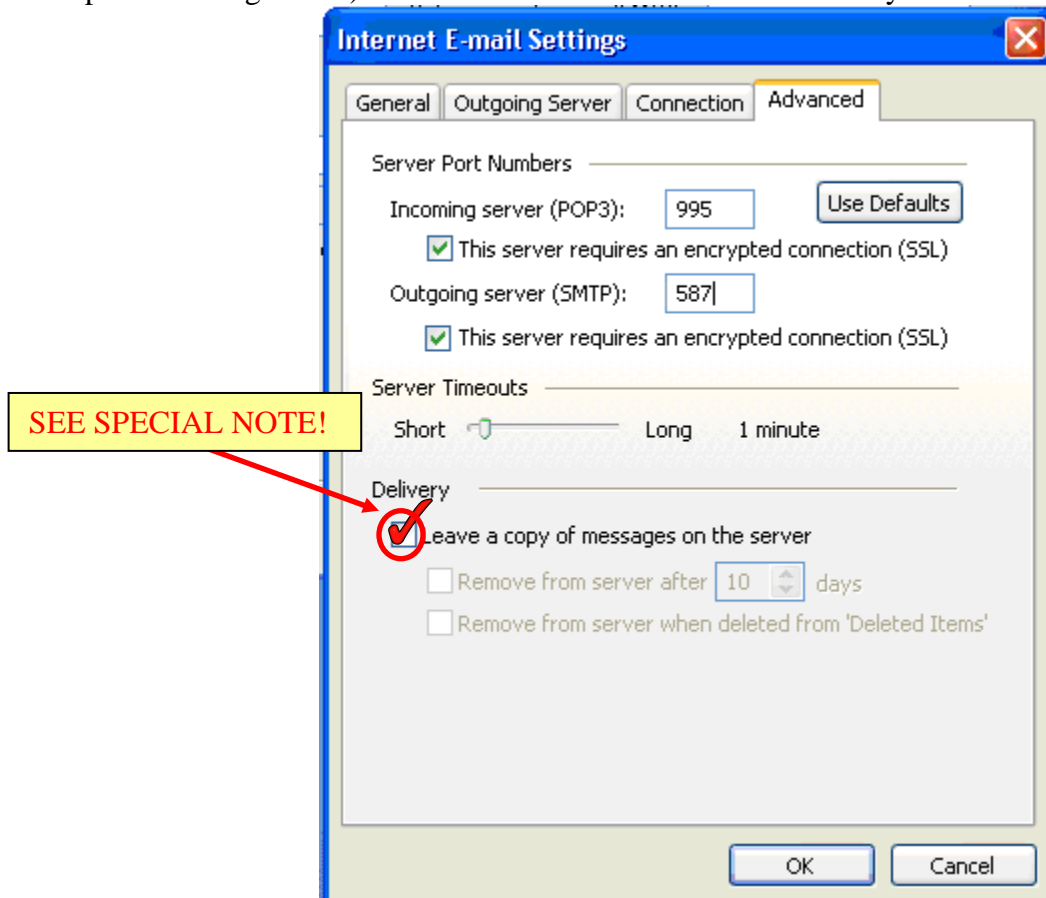 Internet E-mail Settings
General Outgoing Server Connection Advanced
Server Port Numbers
Incoming server (POP3): 995 Use Defaults
This server requires an encrypted connection (SSL)
Outgoing server (SMTP): 587
This server requires an encrypted connection (SSL)
Server Timeouts
SEE SPECIAL NOTE!
Short Long 1 minute
Delivery
Leave a copy of messages on the server
Remove from server after 10 days
Remove from server when deleted from 'Deleted Items'
OK Cancel